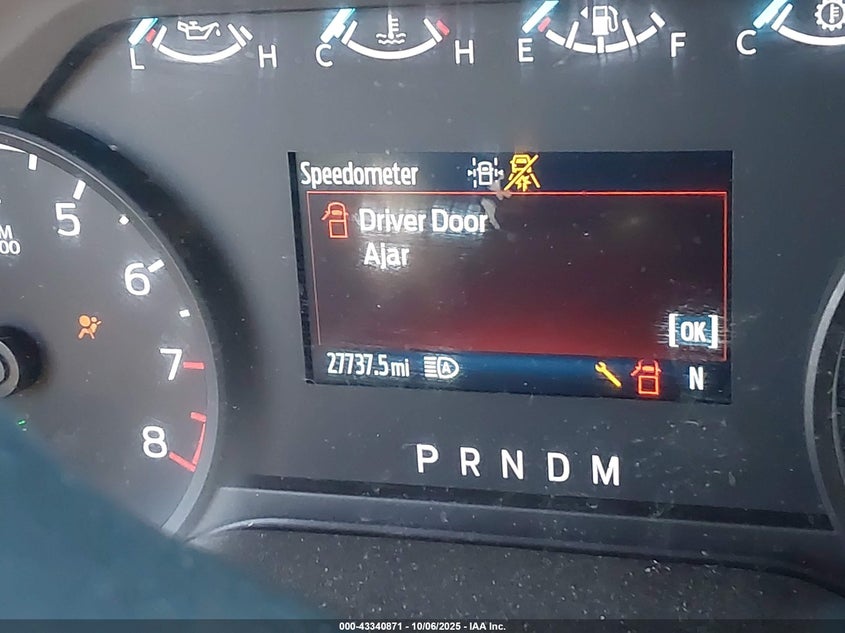 L H C H E F C
Speedometer
Driver Door
Ajar
5
6
7
8
[OK]
27737.5mi A N
P R N D M
000-43340871 • 10/06/2025 - IAA Inc.